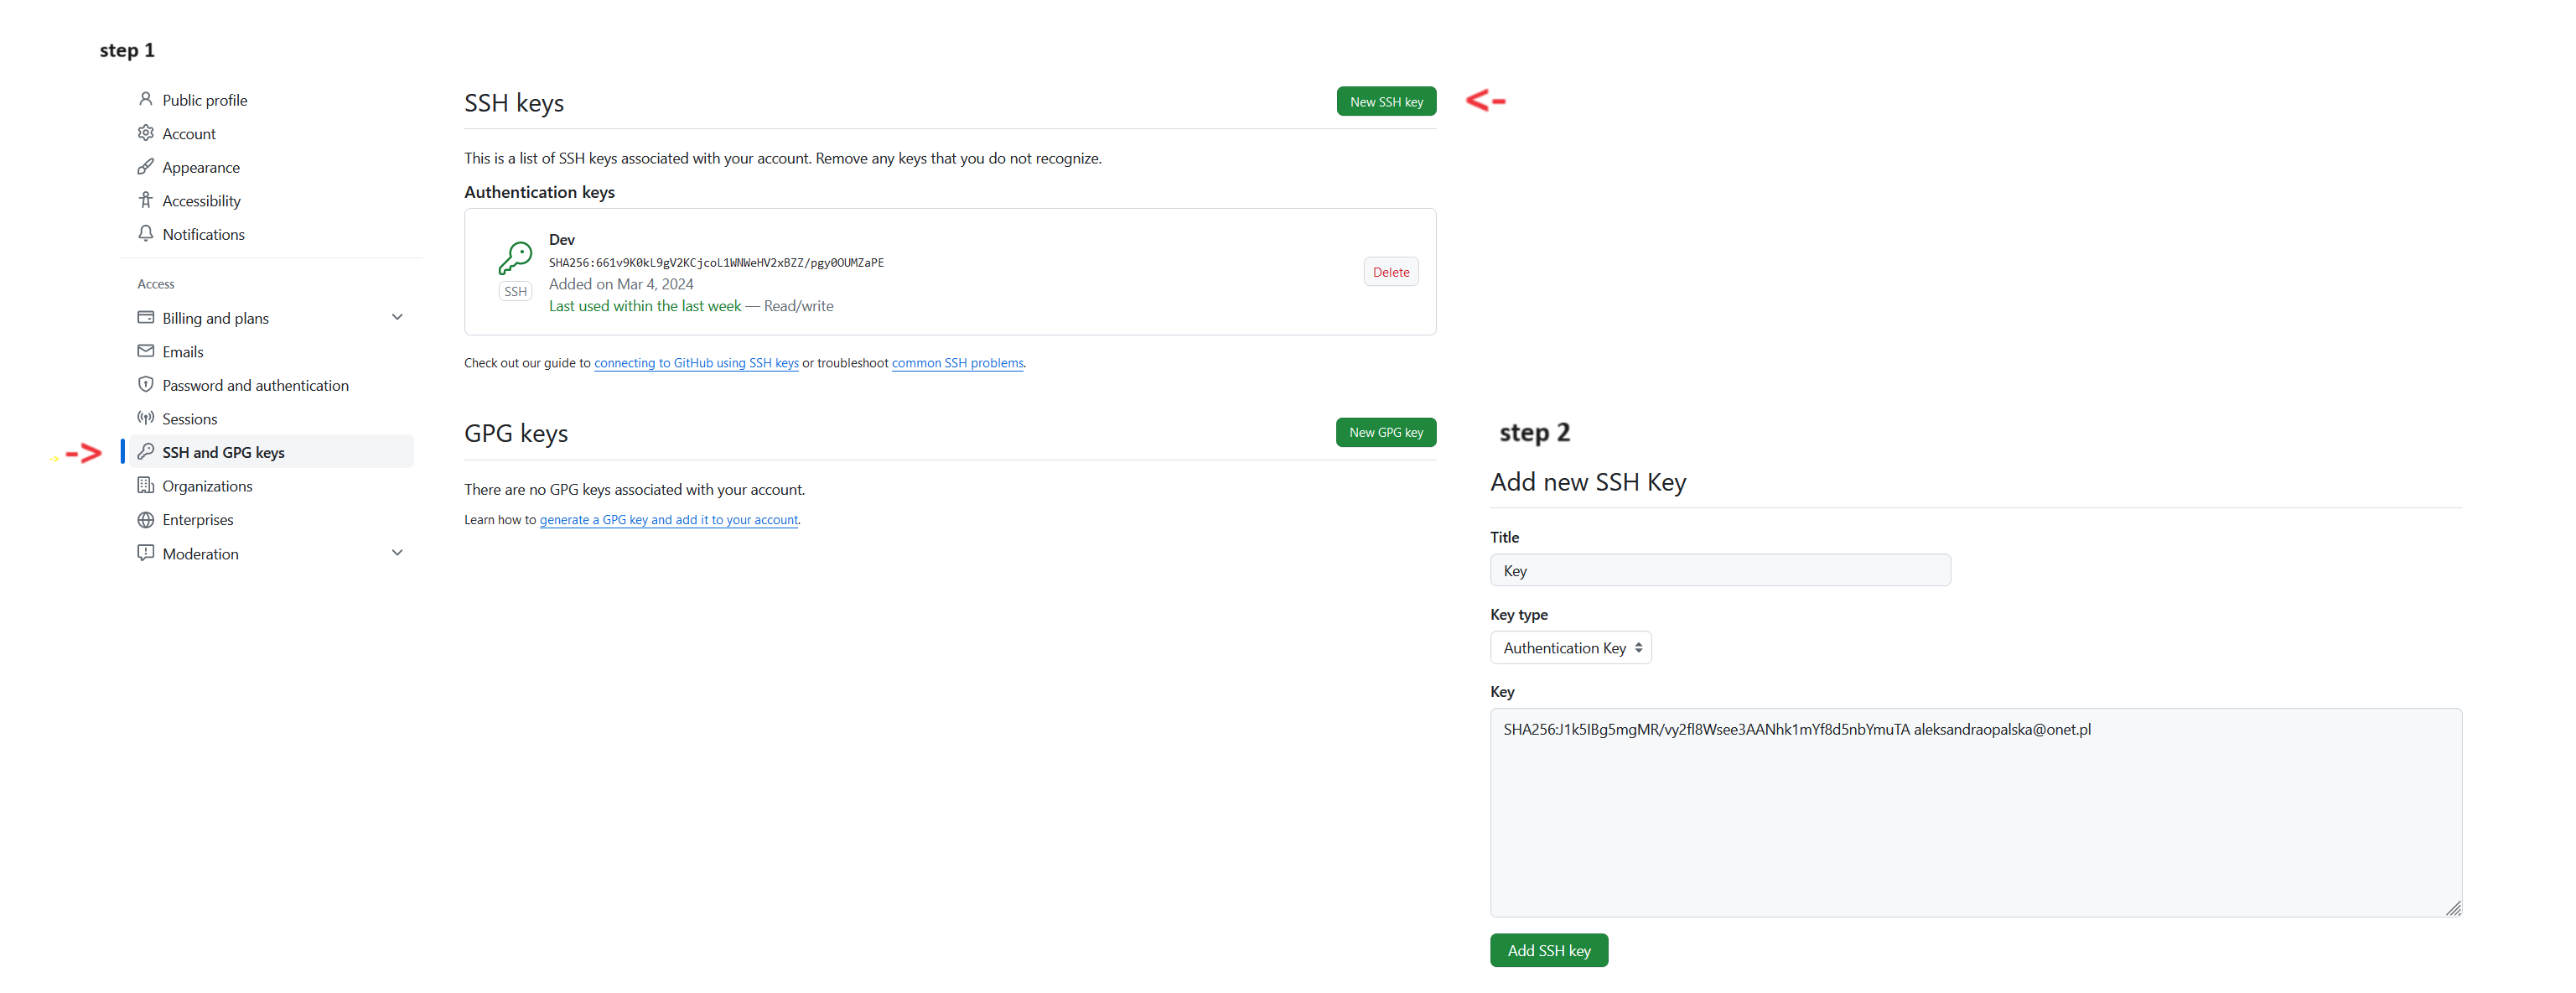 step 1
Public profile
Account
Appearance
Accessibility
Notifications
Access
Billing and plans
Emails
Password and authentication
Sessions
->
->
SSH and GPG keys
Organizations
Enterprises
Moderation
SSH keys
New SSH key
<-
This is a list of SSH keys associated with your account. Remove any keys that you do not recognize.
Authentication keys
Dev
SHA256:661v9K0kL9gV2KCjcoL1WNWeHV2xBZZ/pgy0OUMZaPE
SSH
Added on Mar 4, 2024
Last used within the last week — Read/write
Delete
Check out our guide to connecting to GitHub using SSH keys or troubleshoot common SSH problems.
GPG keys
New GPG key
There are no GPG keys associated with your account.
Learn how to generate a GPG key and add it to your account.
step 2
Add new SSH Key
Title
Key
Key type
Authentication Key
Key
SHA256:J1k5IBg5mgMR/vy2fl8Wsee3AANhk1mYf8d5nbYmuTA aleksandraopalska@onet.pl
Add SSH key